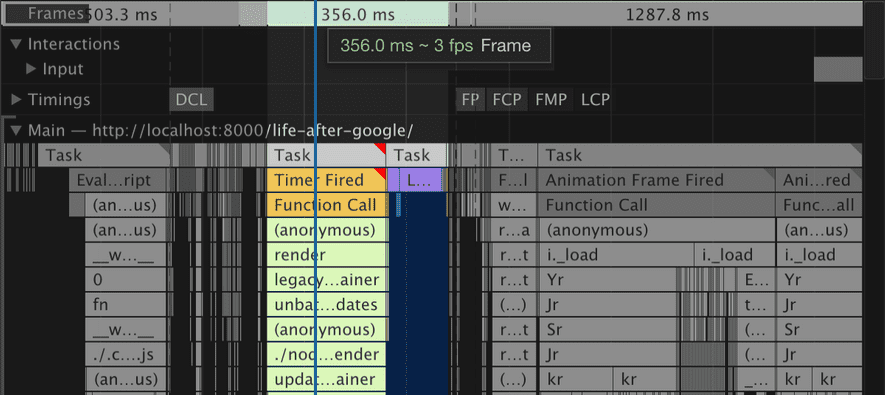 Frames 503.3 ms 356.0 ms 1287.8 ms
356.0 ms ~ 3 fps Frame
Interactions
Input
Timings DCL FP FCP FMP LCP
Main — http://localhost:8000/life-after-google/
Task Task Task T... Task
Eval...ript Timer Fired L... F...l Animation Frame Fired Ani...red
(an...us) Function Call w... Function Call Func...all
(an...us) (anonymous) r...a (anonymous) (an...us)
__w...__ render r...t i._load i._load i._load
0 legacy...ainer r...t Yr E... Yr
fn unbat...dates (...) Jr t... Jr
__w...__ (anonymous) r...t Sr (... Sr
./.c....js ./nod...ender r...t Jr (... Jr
(an...us) updat...ainer (...) kr kr _... kr kr